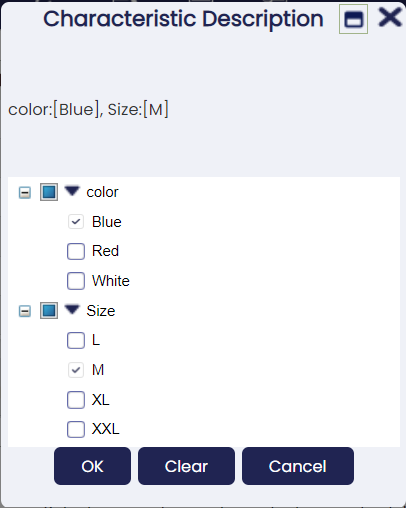 Characteristic Description
color:[Blue], Size:[M]
color
Blue
Red
White
Size
L
M
XL
XXL
OK Clear Cancel